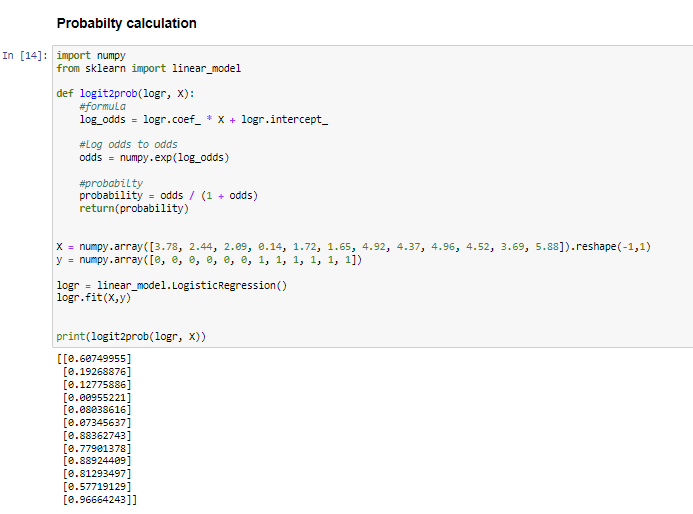 Probabilty calculation
In [14]: import numpy
from sklearn import linear_model
def logit2prob(logr, X):
#formula
log_odds = logr.coef_ * X + logr.intercept_
#Log odds to odds
odds = numpy.exp(log_odds)
#probabilty
probability = odds / (1 + odds)
return(probability)
X = numpy.array([3.78, 2.44, 2.09, 0.14, 1.72, 1.65, 4.92, 4.37, 4.96, 4.52, 3.69, 5.88]).reshape(-1,1)
y = numpy.array([0, 0, 0, 0, 0, 0, 1, 1, 1, 1, 1, 1])
logr = linear_model.LogisticRegression()
logr.fit(X,y)
print(logit2prob(logr, X))
[[0.60749955]
[0.19268876]
[0.12775886]
[0.00955221]
[0.08038616]
[0.07345637]
[0.88362743]
[0.77901378]
[0.88924409]
[0.81293497]
[0.57719129]
[0.96664243]]